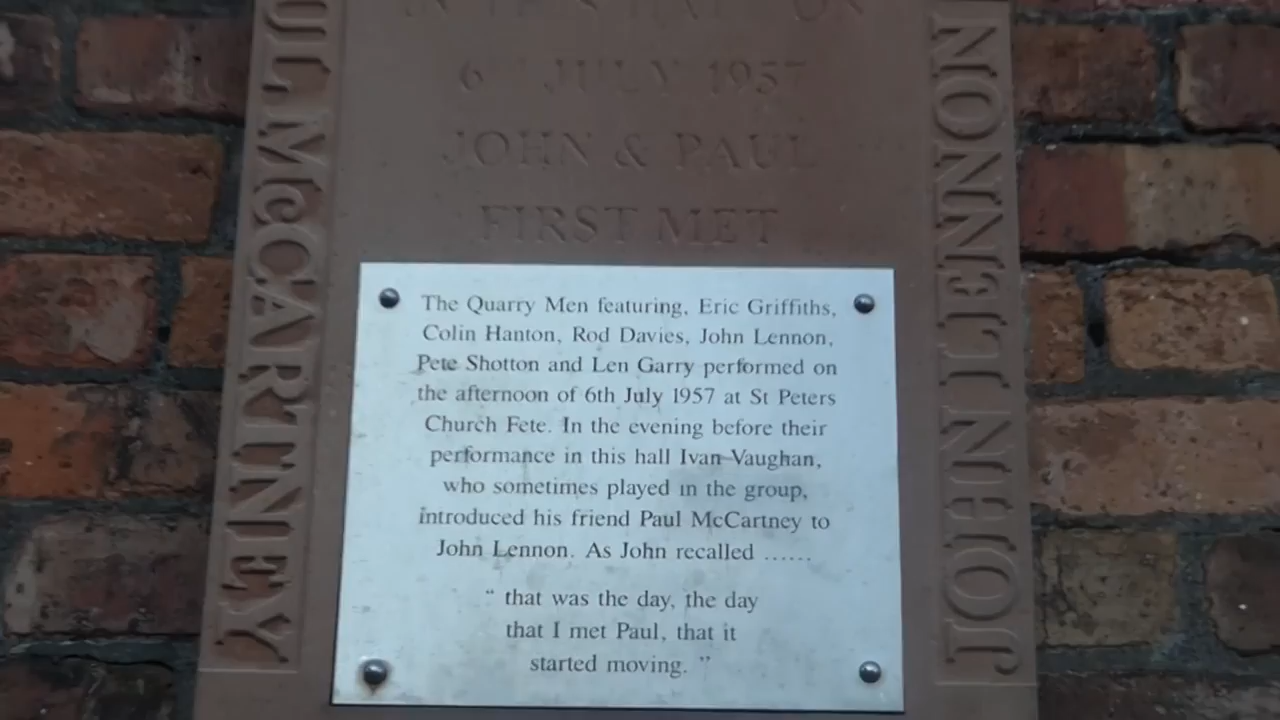 IN THIS HALL ON
6TH JULY 1957
JOHN & PAUL
FIRST MET
McCARTNEY
JOHN LENNON
The Quarry Men featuring, Eric Griffiths,
Colin Hanton, Rod Davies, John Lennon,
Pete Shotton and Len Garry performed on
the afternoon of 6th July 1957 at St Peters
Church Fete. In the evening before their
performance in this hall Ivan Vaughan,
who sometimes played in the group,
introduced his friend Paul McCartney to
John Lennon. As John recalled ......
" that was the day, the day
that I met Paul, that it
started moving. "